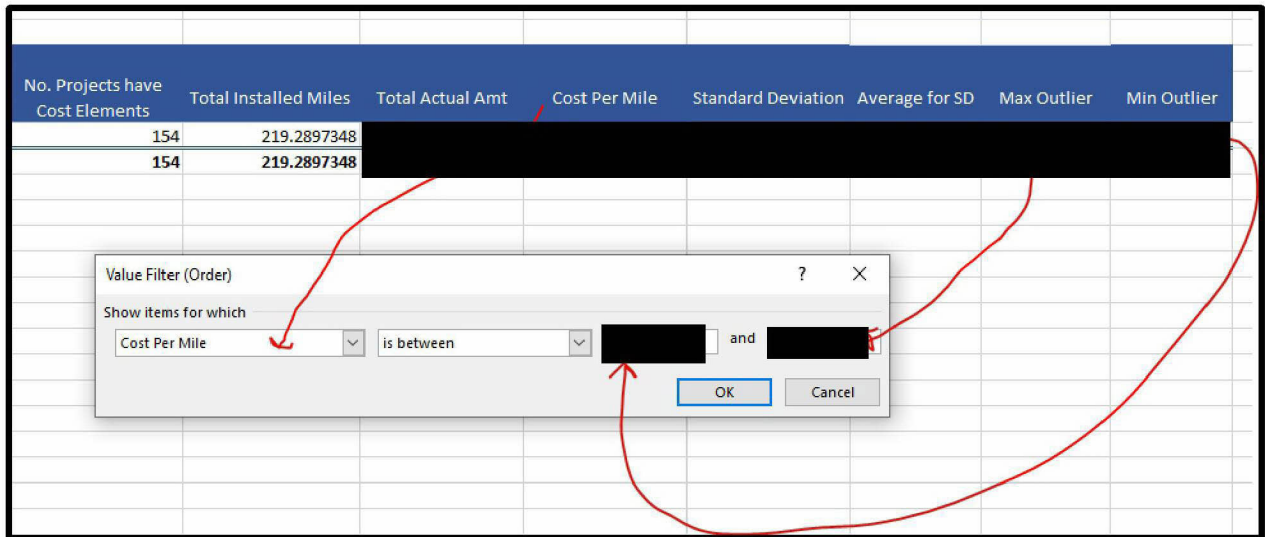 No. Projects have
Cost Elements
Total Installed Miles
Total Actual Amt
Cost Per Mile
Standard Deviation
Average for SD
Max Outlier
Min Outlier
154
219.2897348
154
219.2897348
Value Filter (Order)
?
Show items for which
Cost Per Mile
is between
and
OK
Cancel